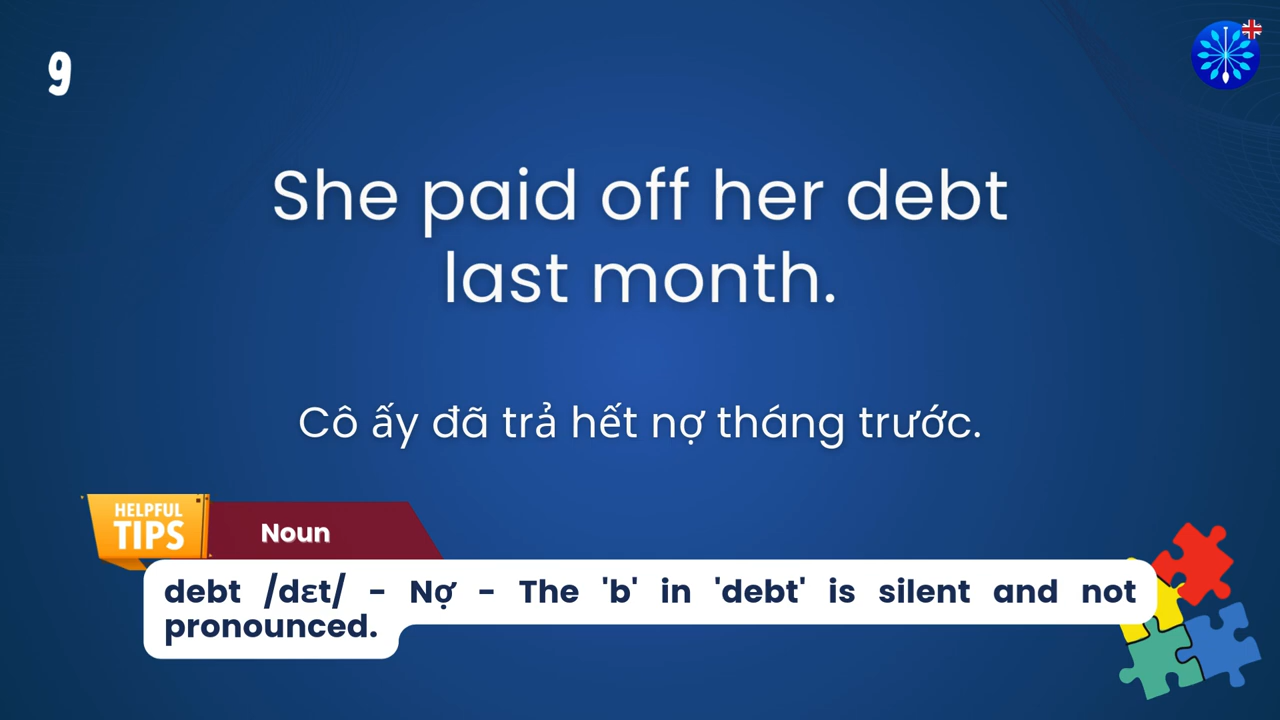 9
She paid off her debt
last month.
Cô ấy đã trả hết nợ tháng trước.
HELPFUL
TIPS
Noun
debt /dɛt/ - Nợ - The 'b' in 'debt' is silent and not
pronounced.